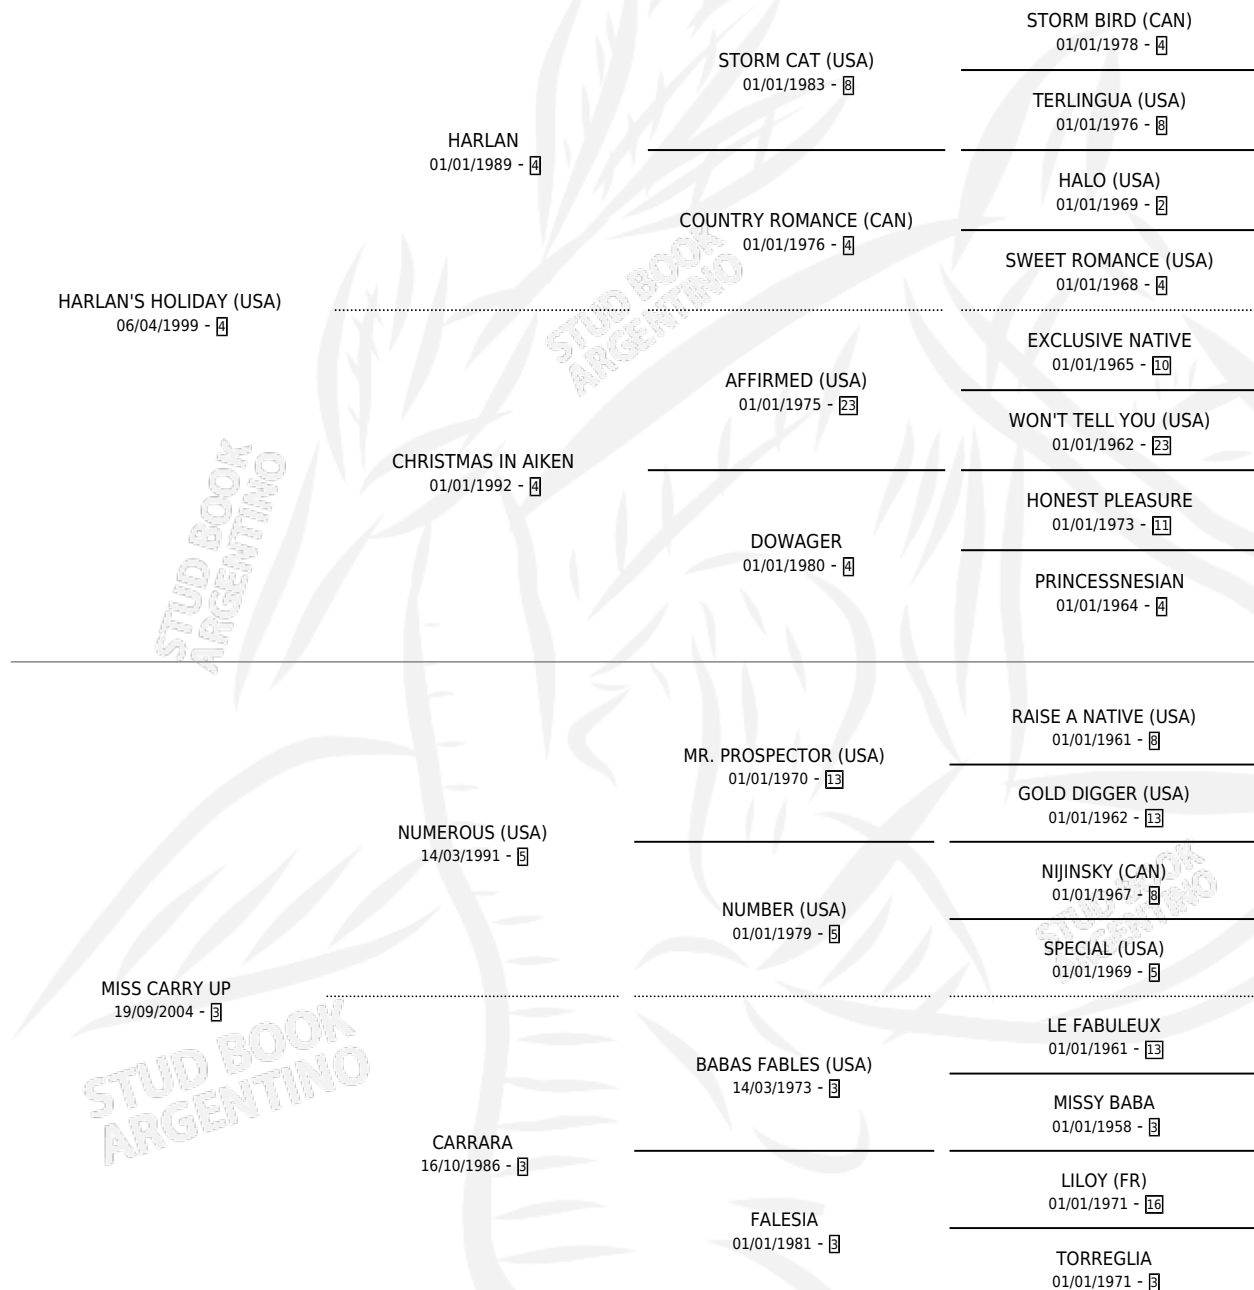 STORM BIRD (CAN)
01/01/1978 - 4
STORM CAT (USA)
01/01/1983 - 8
TERLINGUA (USA)
01/01/1976 - 8
HARLAN
01/01/1989 - 4
HALO (USA)
01/01/1969 - 2
COUNTRY ROMANCE (CAN)
01/01/1976 - 4
SWEET ROMANCE (USA)
01/01/1968 - 4
HARLAN'S HOLIDAY (USA)
06/04/1999 - 4
STUD BOOK
ARGENTINO
EXCLUSIVE NATIVE
01/01/1965 - 10
AFFIRMED (USA)
01/01/1975 - 23
WON'T TELL YOU (USA)
01/01/1962 - 23
CHRISTMAS IN AIKEN
01/01/1992 - 4
HONEST PLEASURE
01/01/1973 - 11
DOWAGER
01/01/1980 - 4
PRINCESSNESIAN
01/01/1964 - 4
STUD BOOK
ARGENTINO
RAISE A NATIVE (USA)
01/01/1961 - 8
MR. PROSPECTOR (USA)
01/01/1970 - 13
GOLD DIGGER (USA)
01/01/1962 - 13
NUMEROUS (USA)
14/03/1991 - 5
NIJINSKY (CAN)
01/01/1967 - 8
NUMBER (USA)
01/01/1979 - 5
SPECIAL (USA)
01/01/1969 - 5
STUD BOOK
ARGENTINO
MISS CARRY UP
19/09/2004 - 3
LE FABULEUX
01/01/1961 - 13
BABAS FABLES (USA)
14/03/1973 - 3
MISSY BABA
01/01/1958 - 3
STUD BOOK
ARGENTINO
CARRARA
16/10/1986 - 3
LILOY (FR)
01/01/1971 - 16
FALESIA
01/01/1981 - 3
TORREGLIA
01/01/1971 - 3